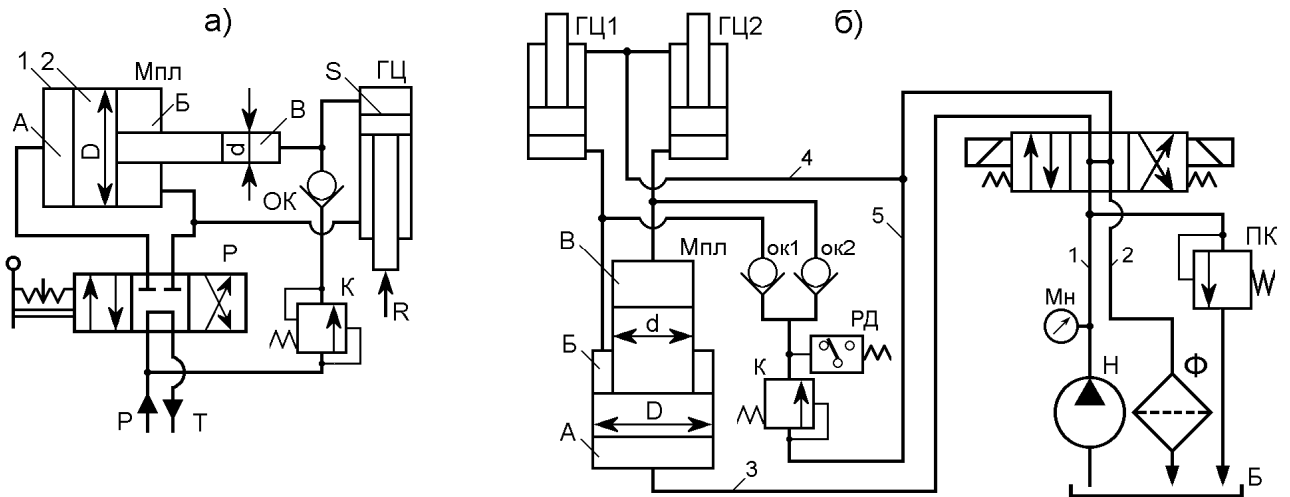 а)
1 2
Мпл
Б
S
ГЦ
А
D
d
В
ОК
Р
К
R
Р
Т
ГЦ1
ГЦ2
б)
4
5
В
Мпл
ок1
ок2
1
2
ПК
Мн
d
РД
Б
К
Н
Ф
D
А
3
Б